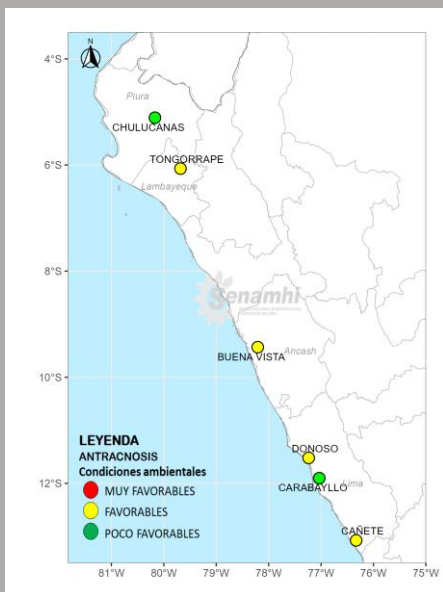 N
4°S
Piura
CHULUCANAS
TONGORRAPE
6°S
Lambayeque
8°S
Senamhi
BUENA VISTA
Ancash
10°S
LEYENDA
ANTRACNOSIS
Condiciones ambientales
MUY FAVORABLES
FAVORABLES
POCO FAVORABLES
DONOSO
CARABAYLLO
Lima
12°S
CAÑETE
81°W 80°W 79°W 78°W 77°W 76°W 75°W